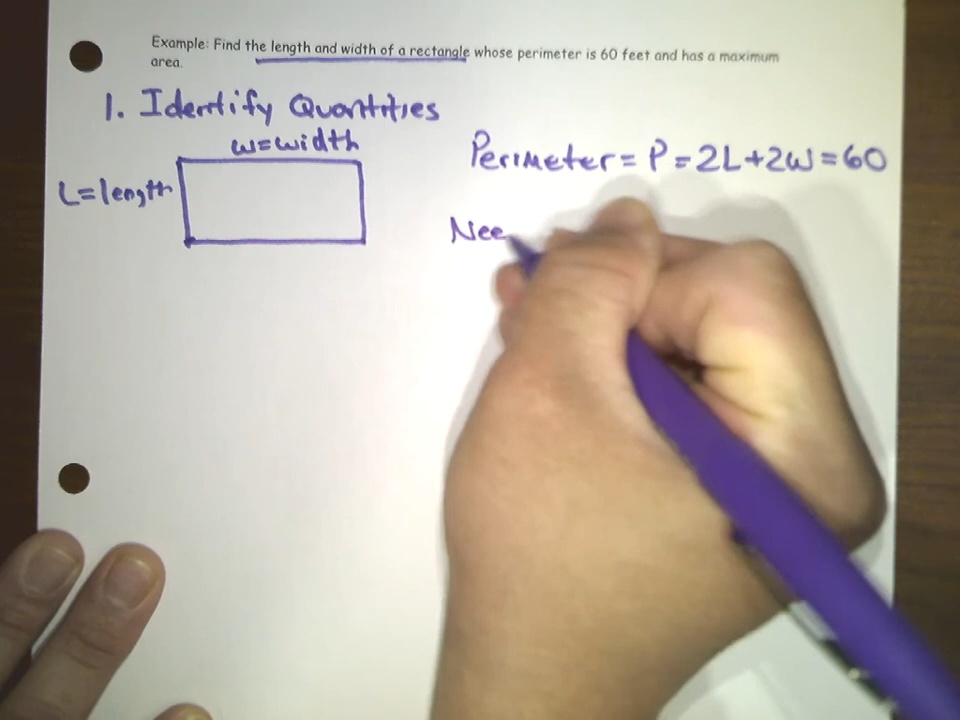 Example: Find the length and width of a rectangle whose perimeter is 60 feet and has a maximum
area.
1. Identify Quantities
w=width
L=length
Perimeter = P = 2L+2w=60
Nee